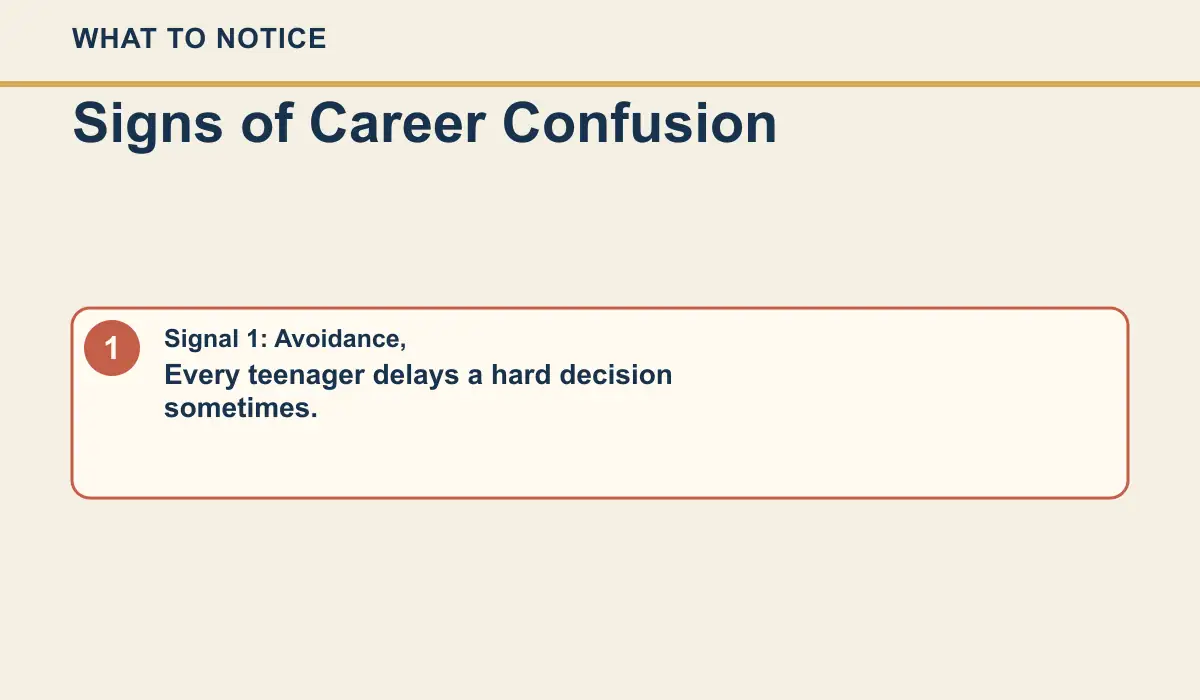 WHAT TO NOTICE
Signs of Career Confusion
1
Signal 1: Avoidance,
Every teenager delays a hard decision
sometimes.